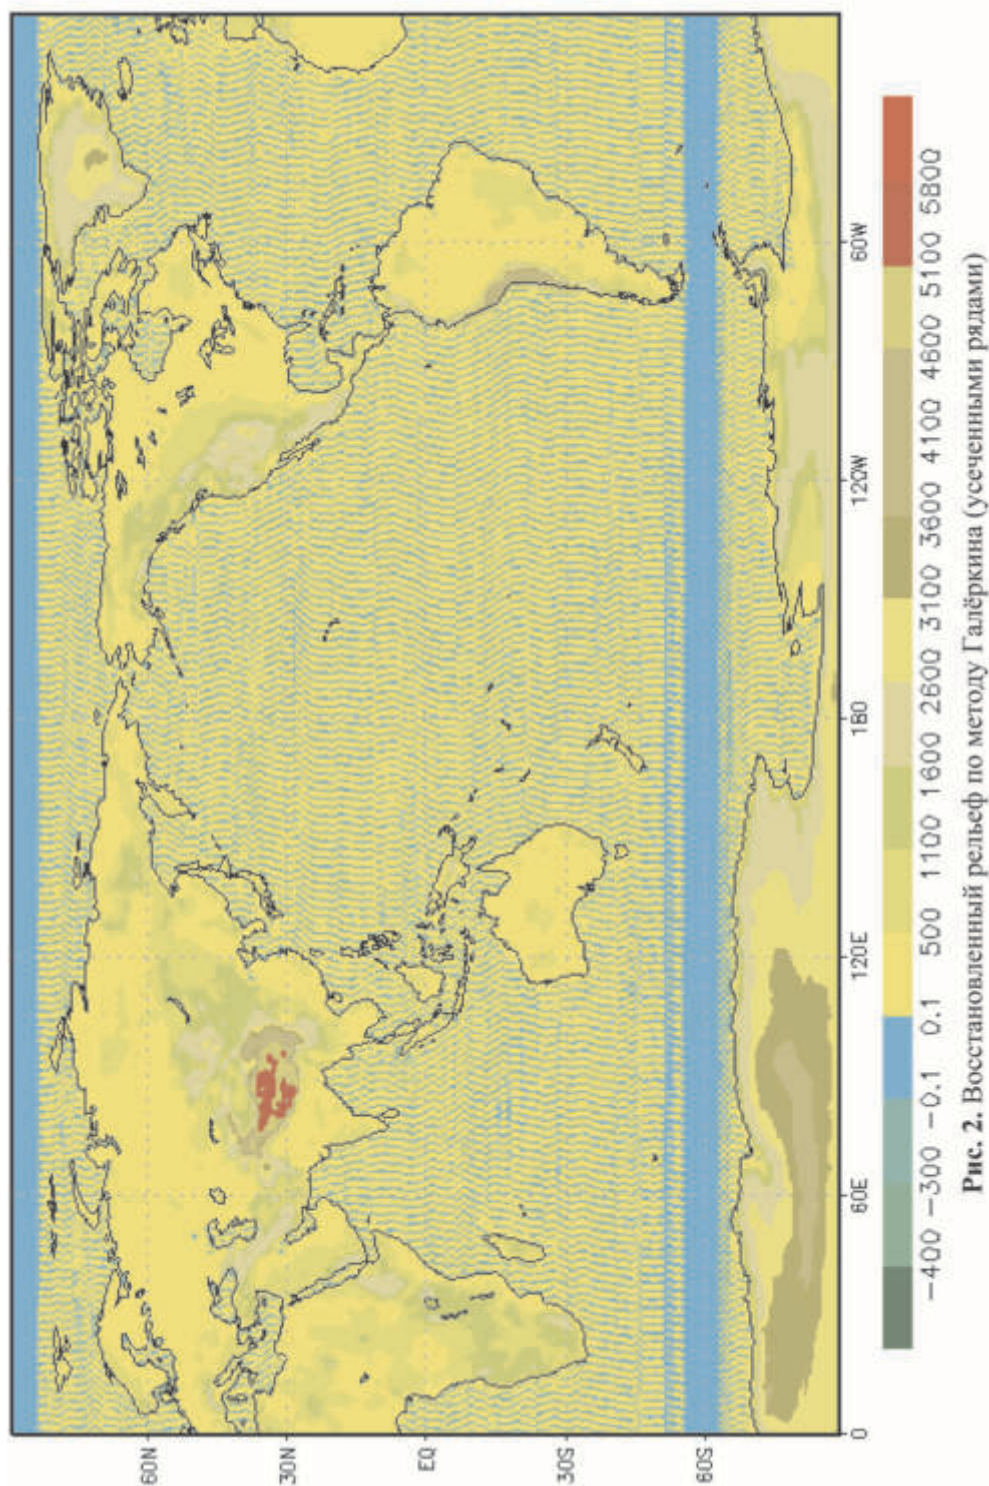 60N
30N
EQ
30S
60S
0 60E 120E 180 120W 60W
−400 −300 −0.1 0.1 500 1100 1600 2600 3100 3600 4100 4600 5100 5800
Рис. 2. Восстановленный рельеф по методу Галёркина (усеченными рядами)